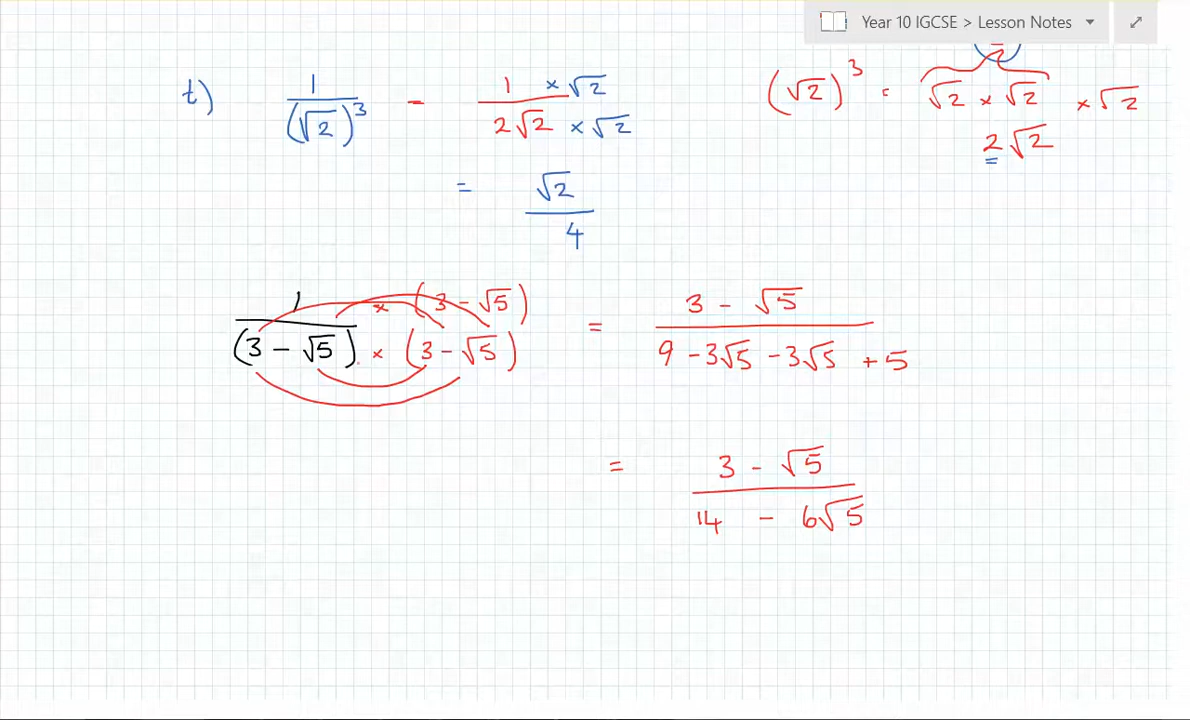 Year 10 IGCSE > Lesson Notes
t) 1/(√2)^3 - (1 × √2)/(2√2 × √2)
(√2)^3 = √2 × √2 × √2
2√2
= √2/4
(1 × (3 - √5))/((3 - √5) × (3 - √5)) = (3 - √5)/(9 - 3√5 - 3√5 + 5)
= (3 - √5)/(14 - 6√5)